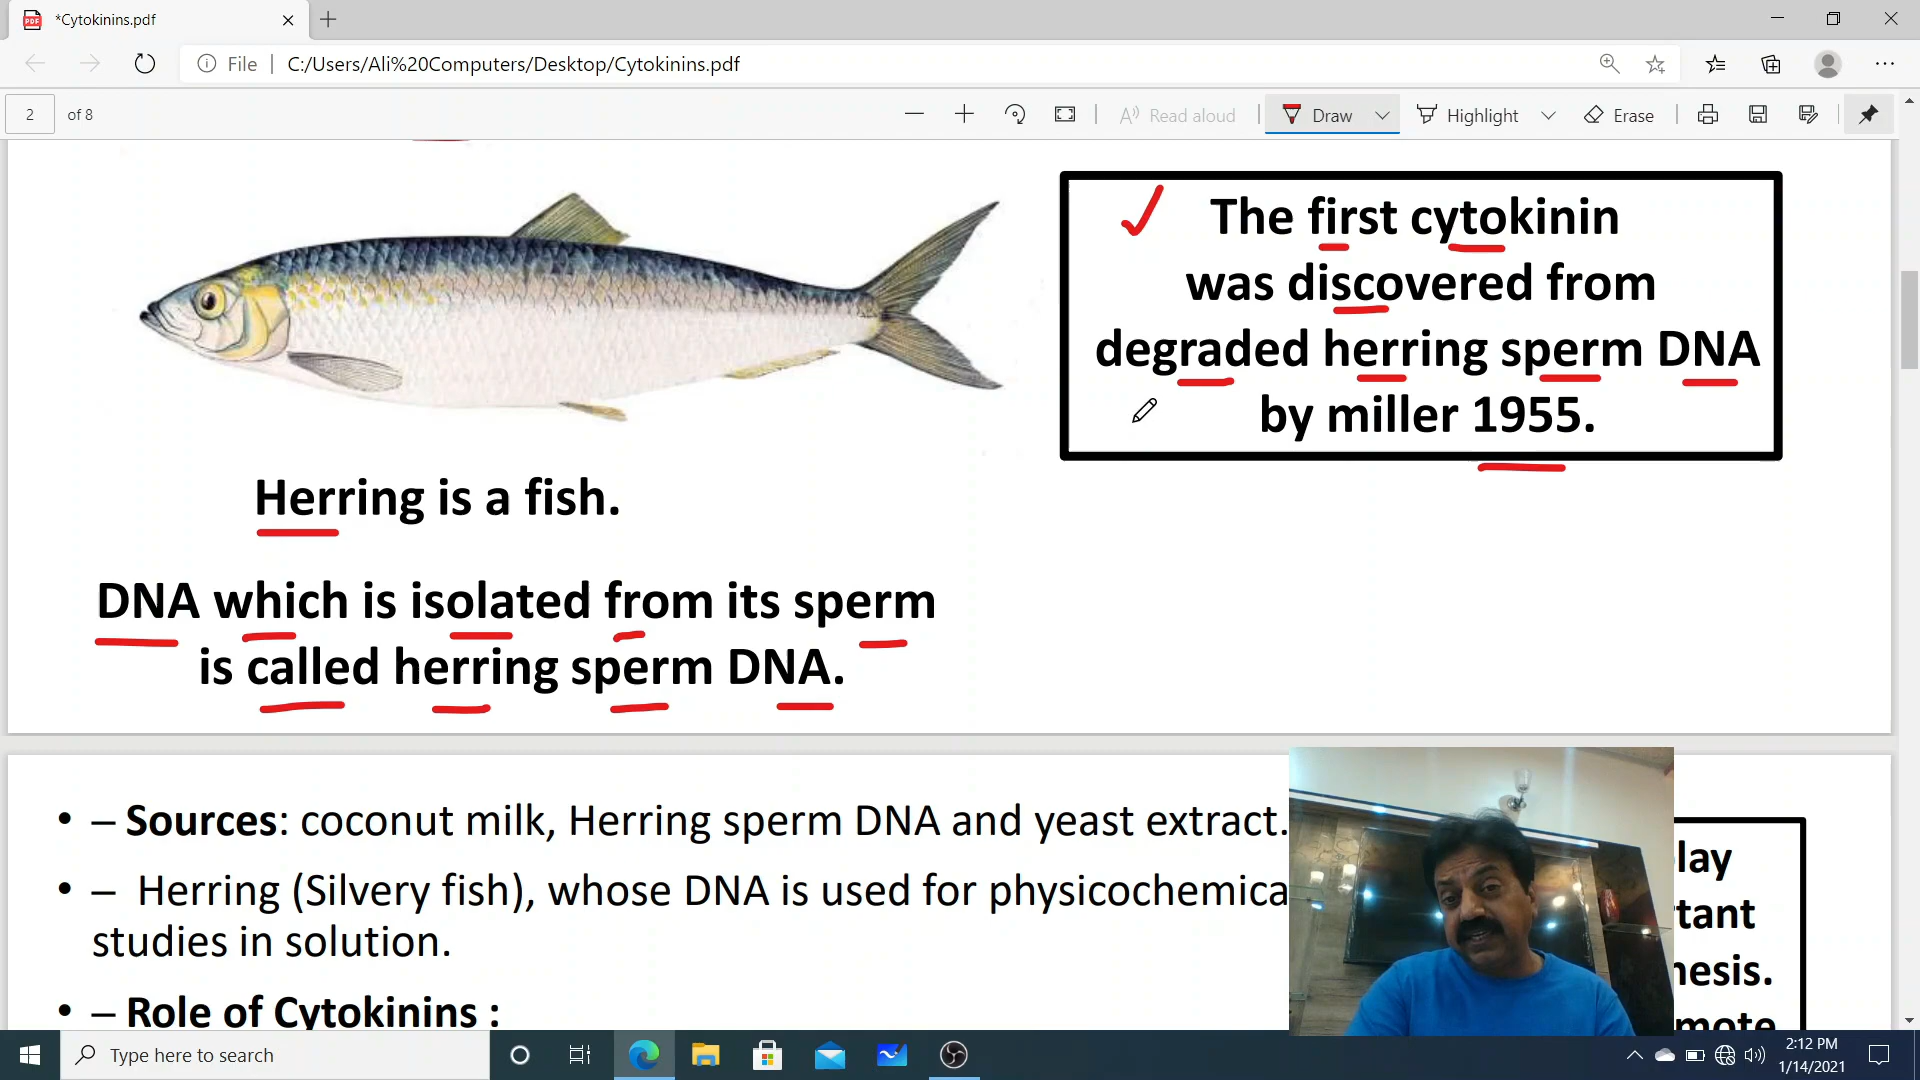 *Cytokinins.pdf
File
C:/Users/Ali%20Computers/Desktop/Cytokinins.pdf
2 of 8
Read aloud
Draw
Highlight
Erase
The first cytokinin
was discovered from
degraded herring sperm DNA
by miller 1955.
Herring is a fish.
DNA which is isolated from its sperm
is called herring sperm DNA.
• – Sources: coconut milk, Herring sperm DNA and yeast extract.
• – Herring (Silvery fish), whose DNA is used for physicochemica
studies in solution.
• – Role of Cytokinins :
lay
tant
nesis.
mote
Type here to search
2:12 PM
1/14/2021